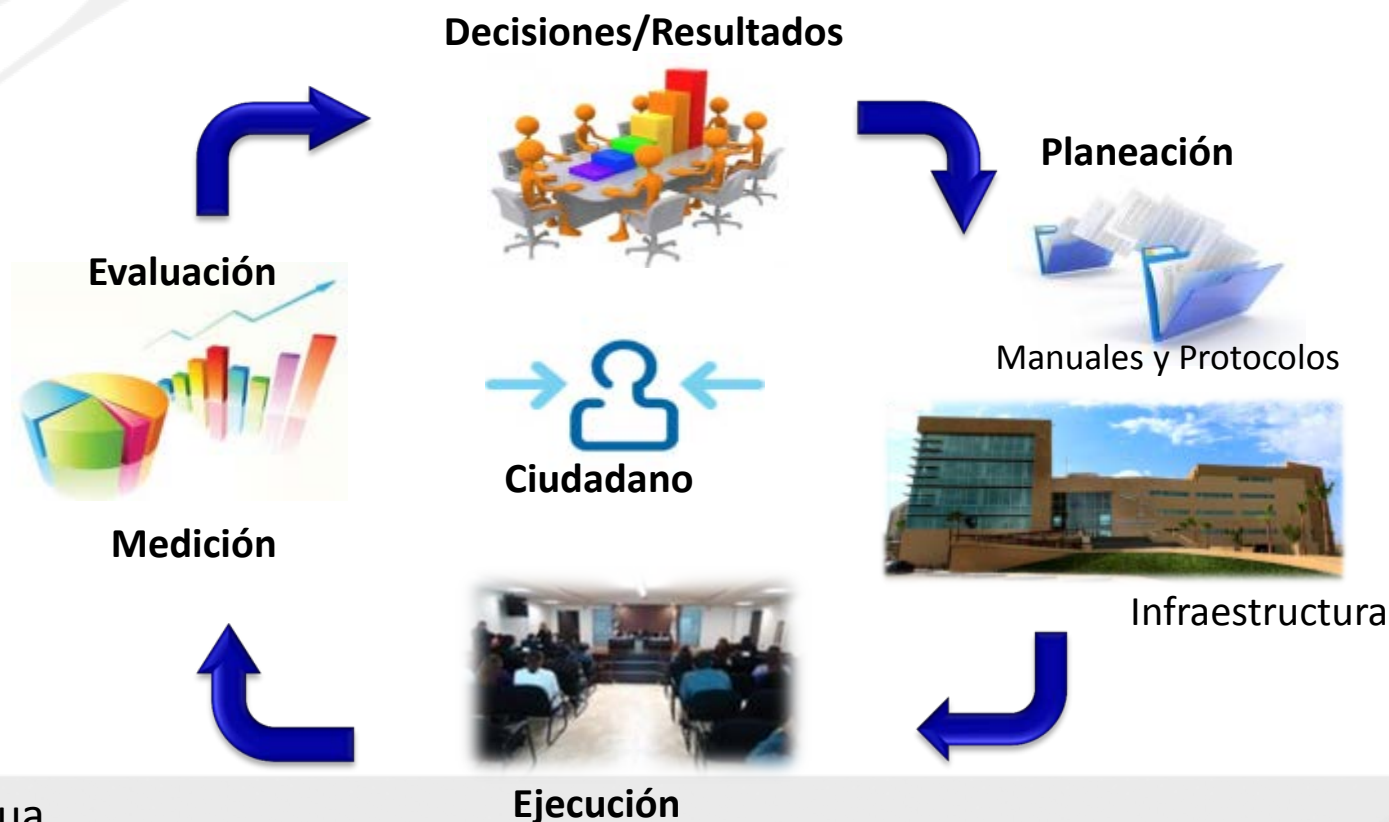 Decisiones/Resultados
Planeación
Evaluación
Manuales y Protocolos
Ciudadano
Medición
Infraestructura
Ejecución